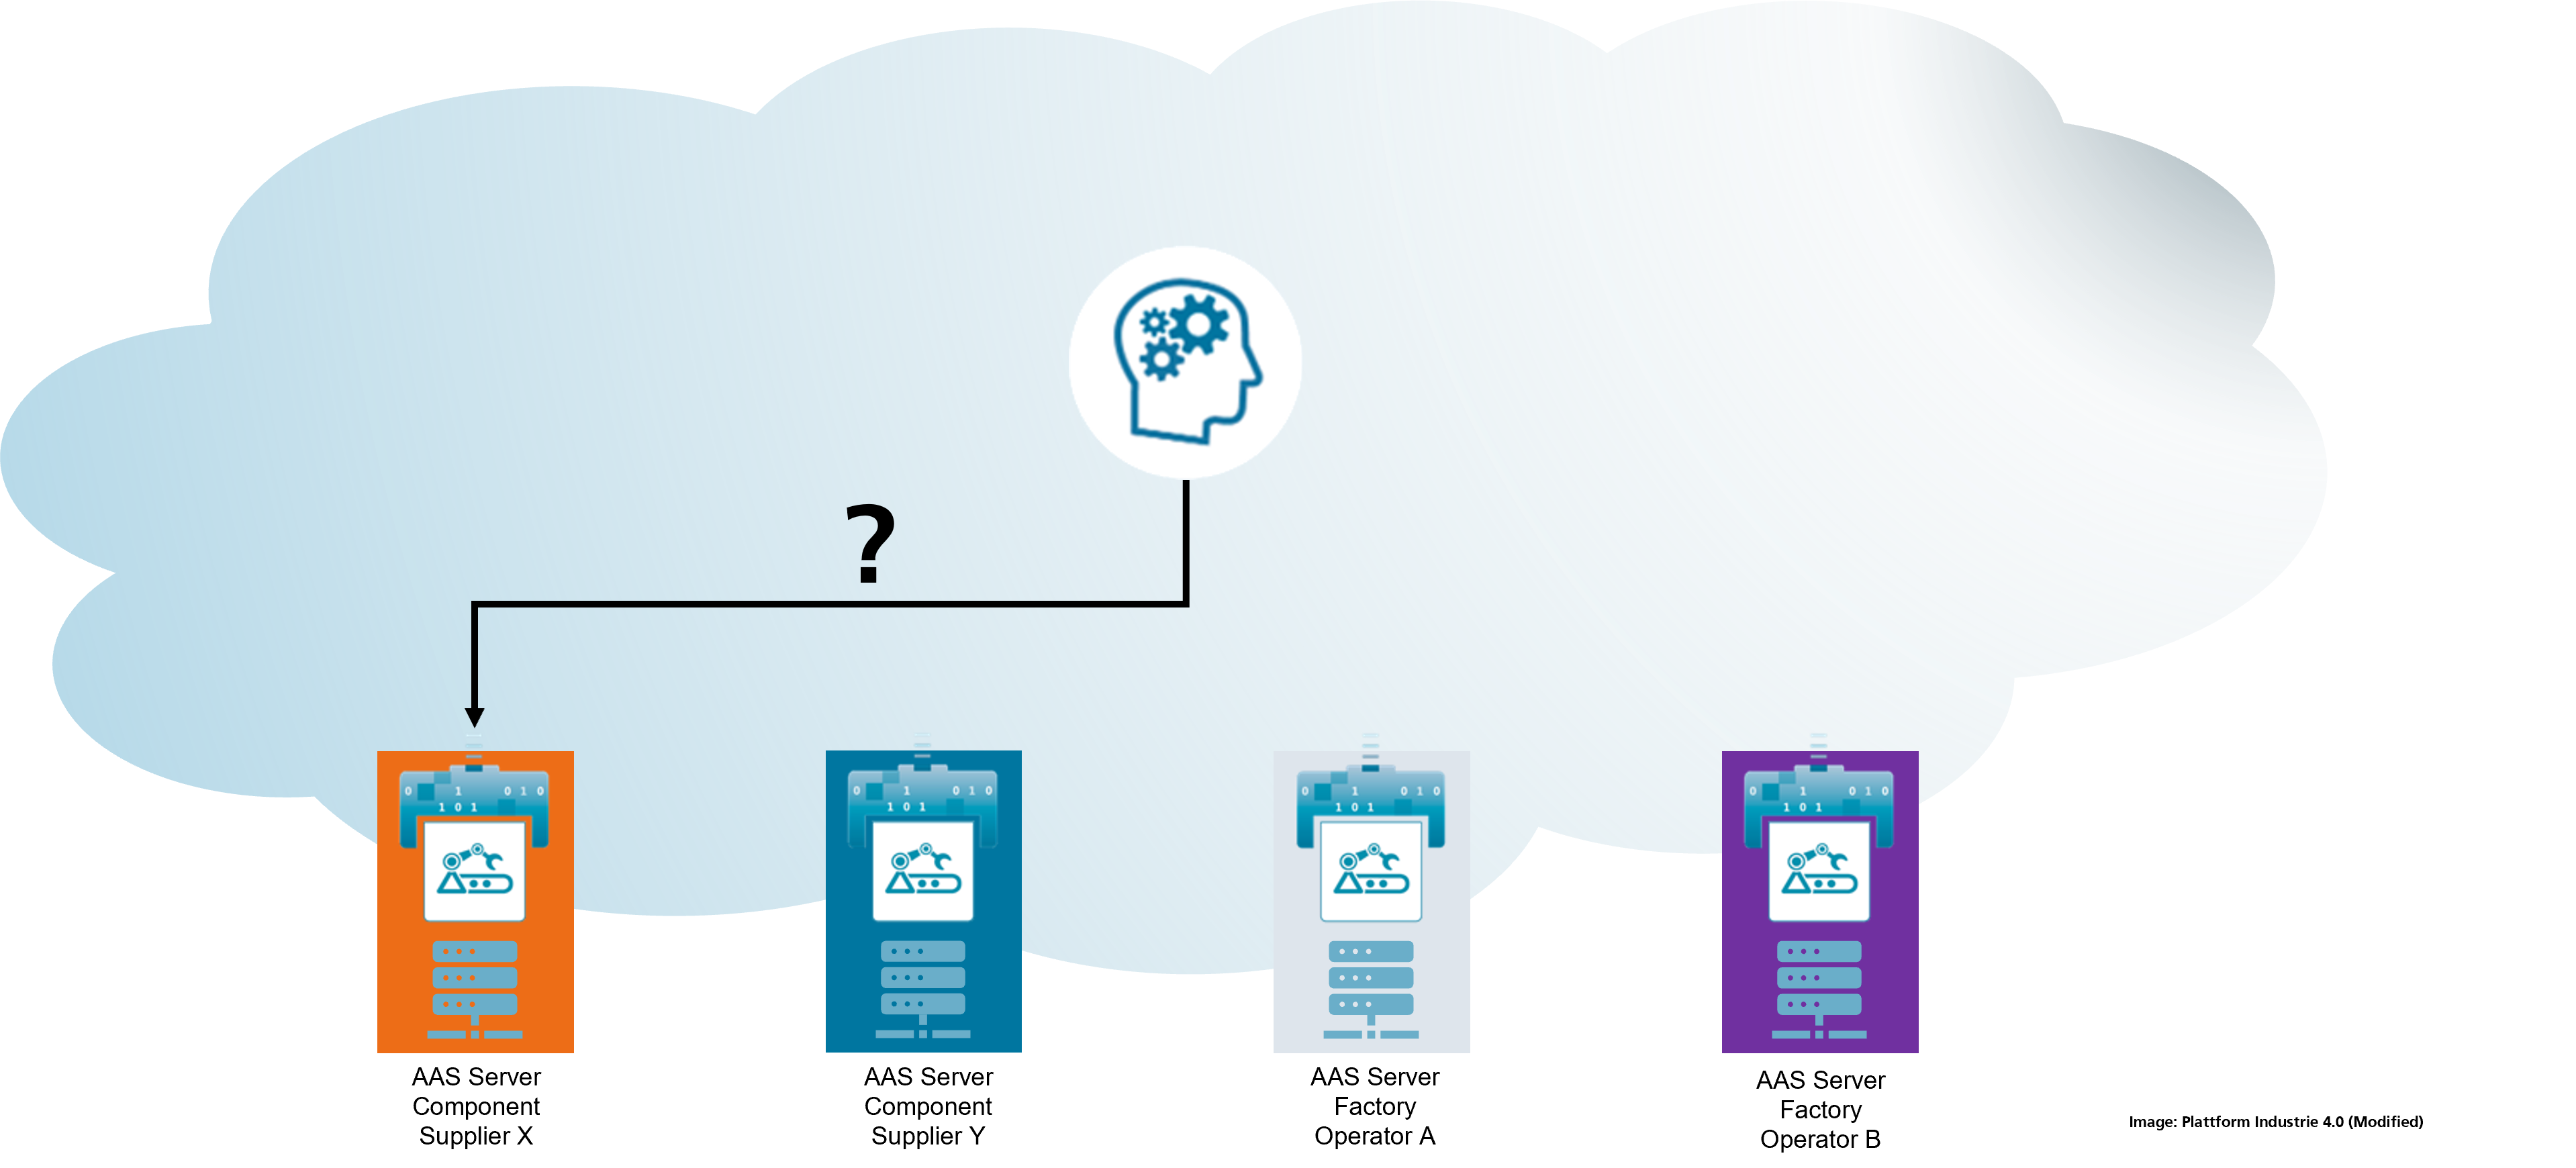 ?
0 1 0 1 0
1 0 1
0 1 0 1 0
1 0 1
0 1 0 1 0
1 0 1
0 1 0 1 0
1 0 1
AAS Server
Component
Supplier X
AAS Server
Component
Supplier Y
AAS Server
Factory
Operator A
AAS Server
Factory
Operator B
Image: Plattform Industrie 4.0 (Modified)